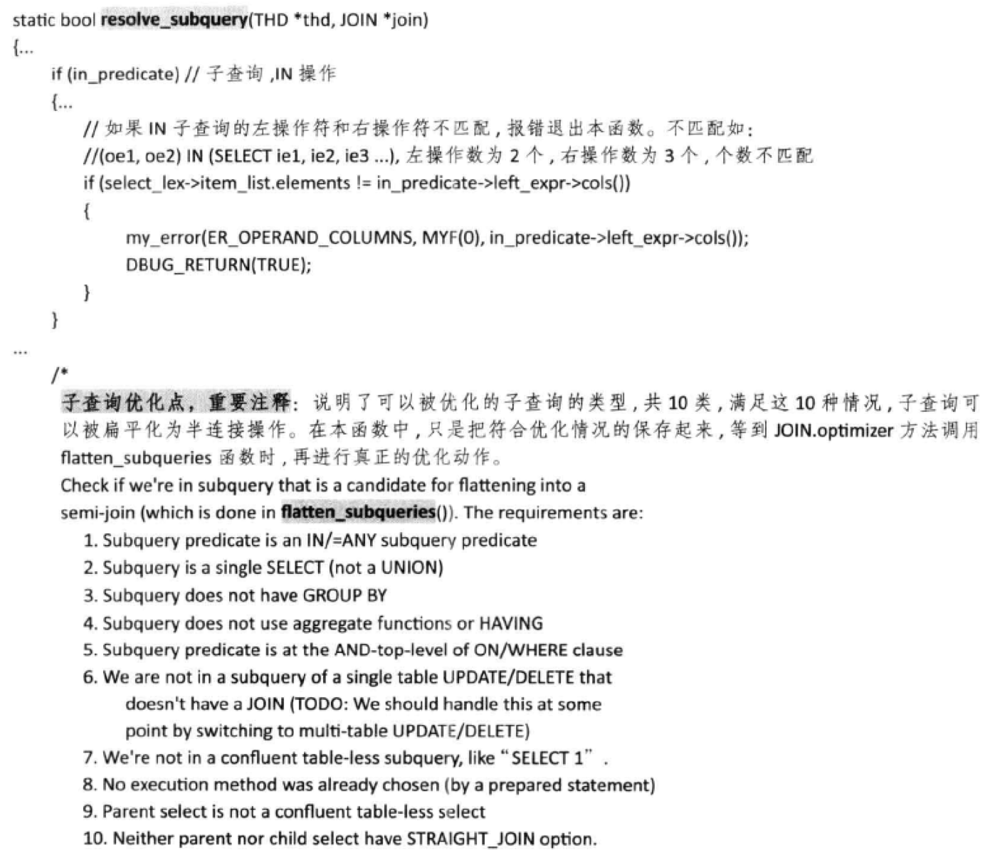 static bool resolve_subquery(THD *thd, JOIN *join)
{...
if (in_predicate) // 子查询 ,IN 操作
{...
// 如果 IN 子查询的左操作符和右操作符不匹配 , 报错退出本函数。不匹配如：
//(oe1, oe2) IN (SELECT ie1, ie2, ie3 ...), 左操作数为 2 个 , 右操作数为 3 个 , 个数不匹配
if (select_lex->item_list.elements != in_predicate->left_expr->cols())
{
my_error(ER_OPERAND_COLUMNS, MYF(0), in_predicate->left_expr->cols());
DBUG_RETURN(TRUE);
}
}
...
/*
子查询优化点，重要注释：说明了可以被优化的子查询的类型 , 共 10 类 , 满足这 10 种情况 , 子查询可
以被扁平化为半连接操作。在本函数中 , 只是把符合优化情况的保存起来 , 等到 JOIN.optimizer 方法调用
flatten_subqueries 函数时 , 再进行真正的优化动作。
Check if we're in subquery that is a candidate for flattening into a
semi-join (which is done in flatten_subqueries()). The requirements are:
1. Subquery predicate is an IN/=ANY subquery predicate
2. Subquery is a single SELECT (not a UNION)
3. Subquery does not have GROUP BY
4. Subquery does not use aggregate functions or HAVING
5. Subquery predicate is at the AND-top-level of ON/WHERE clause
6. We are not in a subquery of a single table UPDATE/DELETE that
doesn't have a JOIN (TODO: We should handle this at some
point by switching to multi-table UPDATE/DELETE)
7. We're not in a confluent table-less subquery, like “SELECT 1” .
8. No execution method was already chosen (by a prepared statement)
9. Parent select is not a confluent table-less select
10. Neither parent nor child select have STRAIGHT_JOIN option.